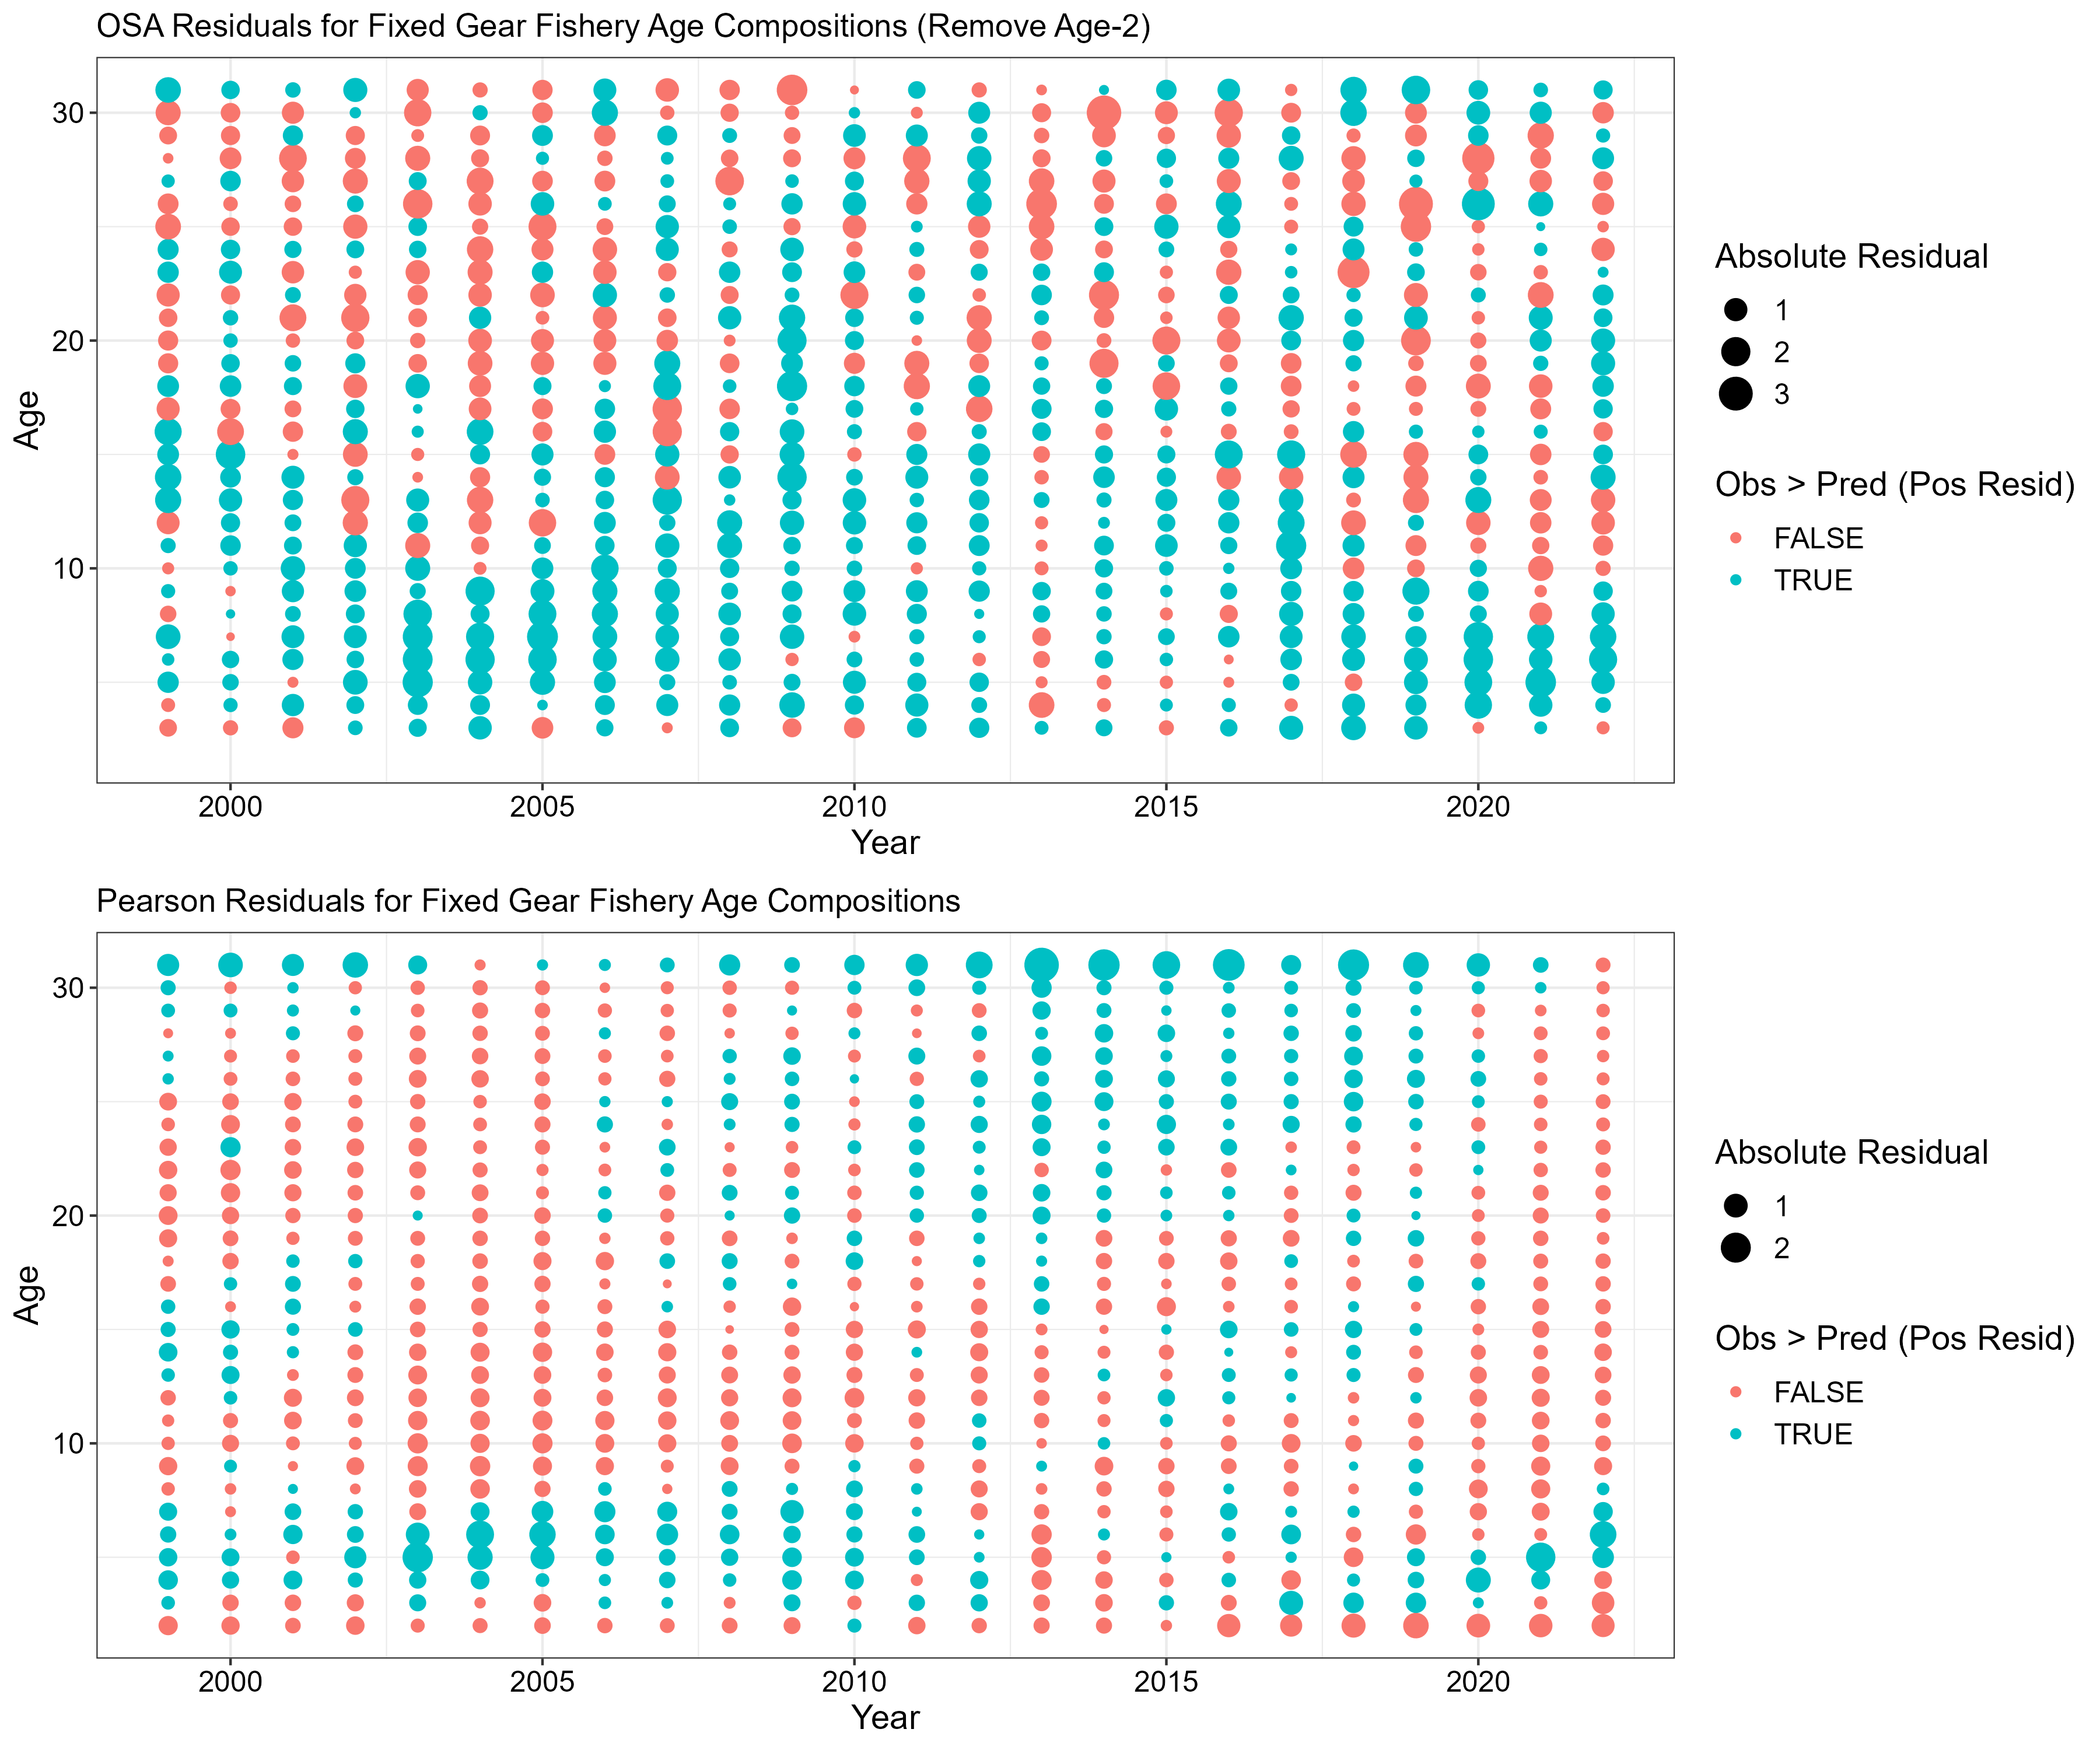 OSA Residuals for Fixed Gear Fishery Age Compositions (Remove Age-2)
30
20
10
Age
2000 2005 2010 2015 2020
Year
Absolute Residual
1
2
3
Obs > Pred (Pos Resid)
FALSE
TRUE
Pearson Residuals for Fixed Gear Fishery Age Compositions
30
20
10
Age
2000 2005 2010 2015 2020
Year
Absolute Residual
1
2
Obs > Pred (Pos Resid)
FALSE
TRUE